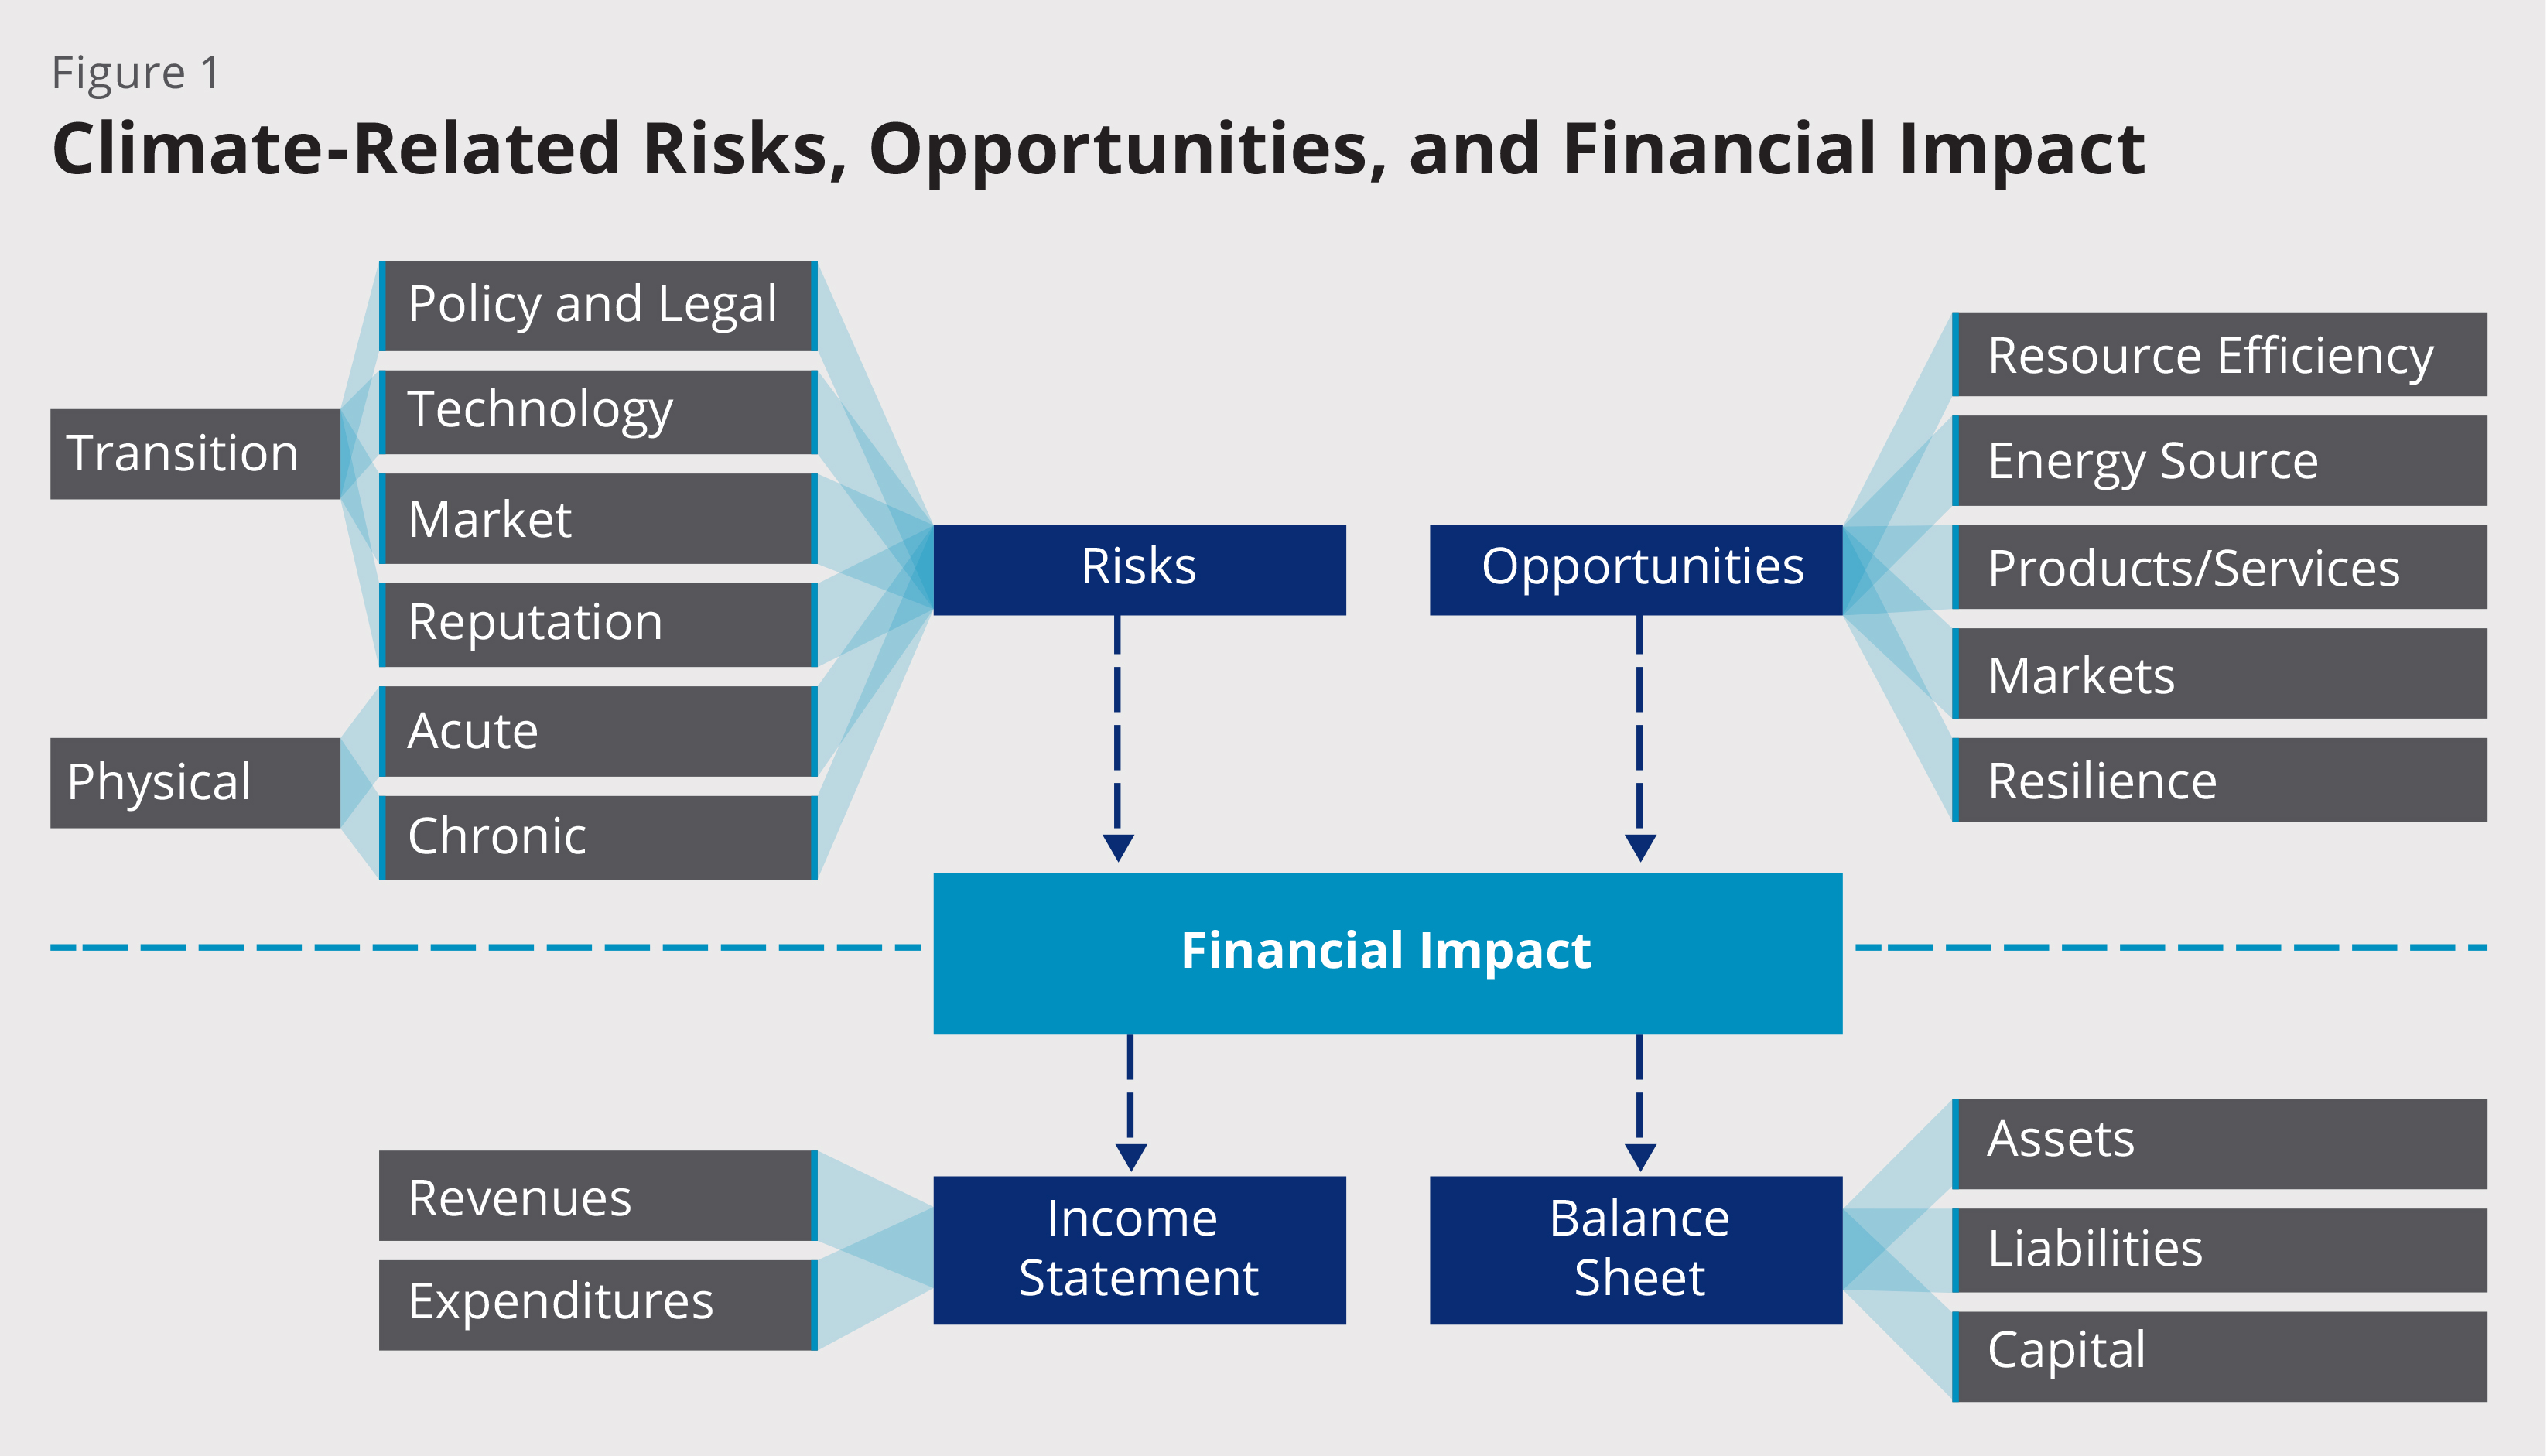 Figure 1
Climate-Related Risks, Opportunities, and Financial Impact
Transition
Physical
Policy and Legal
Technology
Market
Reputation
Acute
Chronic
Risks
Opportunities
Resource Efficiency
Energy Source
Products/Services
Markets
Resilience
Financial Impact
Revenues
Expenditures
Income
Statement
Balance
Sheet
Assets
Liabilities
Capital